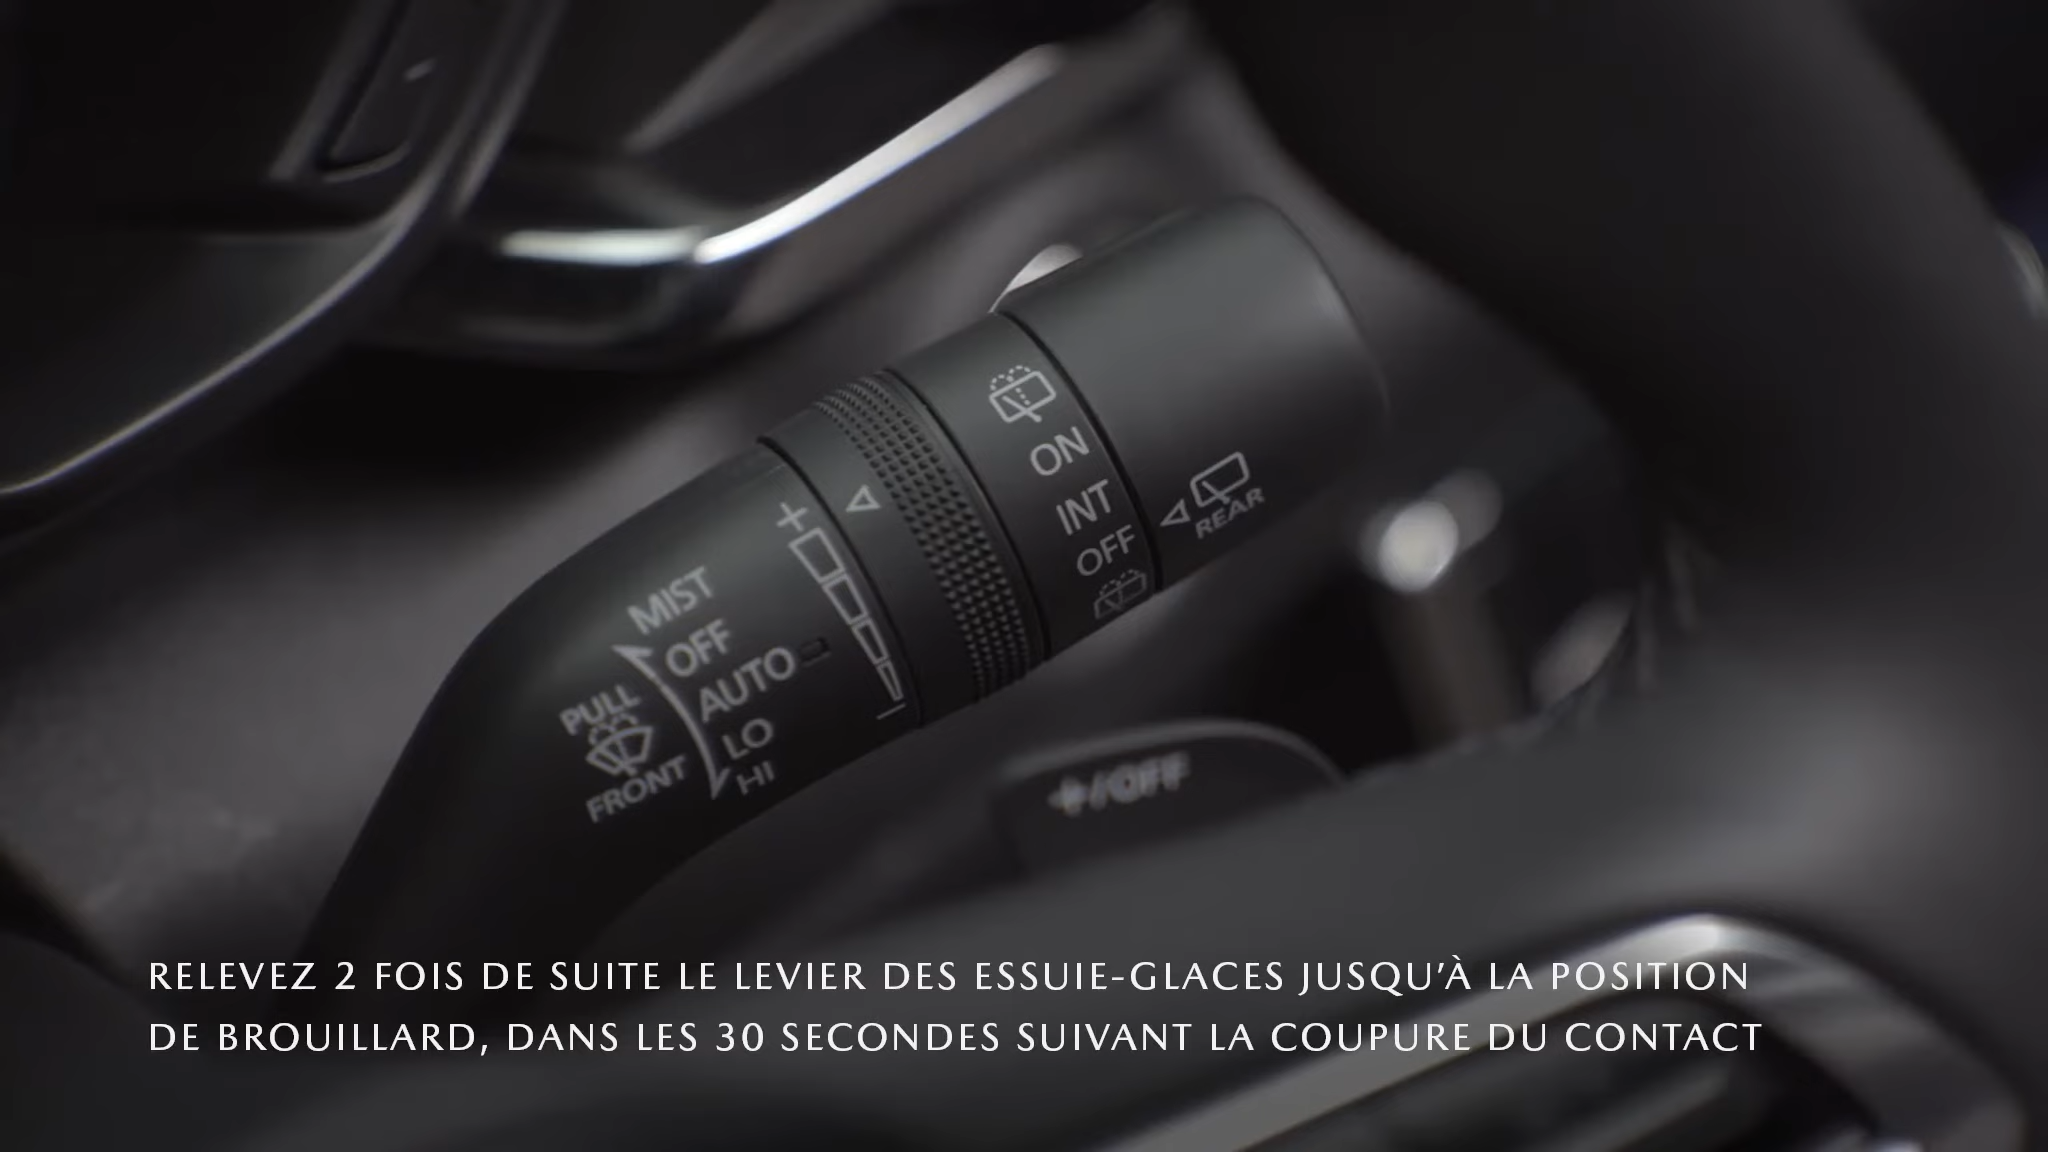 ON
INT
OFF
REAR
+
MIST
OFF
AUTO
LO
HI
PULL
FRONT
–
/OFF
RELEVEZ 2 FOIS DE SUITE LE LEVIER DES ESSUIE-GLACES JUSQU’À LA POSITION
DE BROUILLARD, DANS LES 30 SECONDES SUIVANT LA COUPURE DU CONTACT